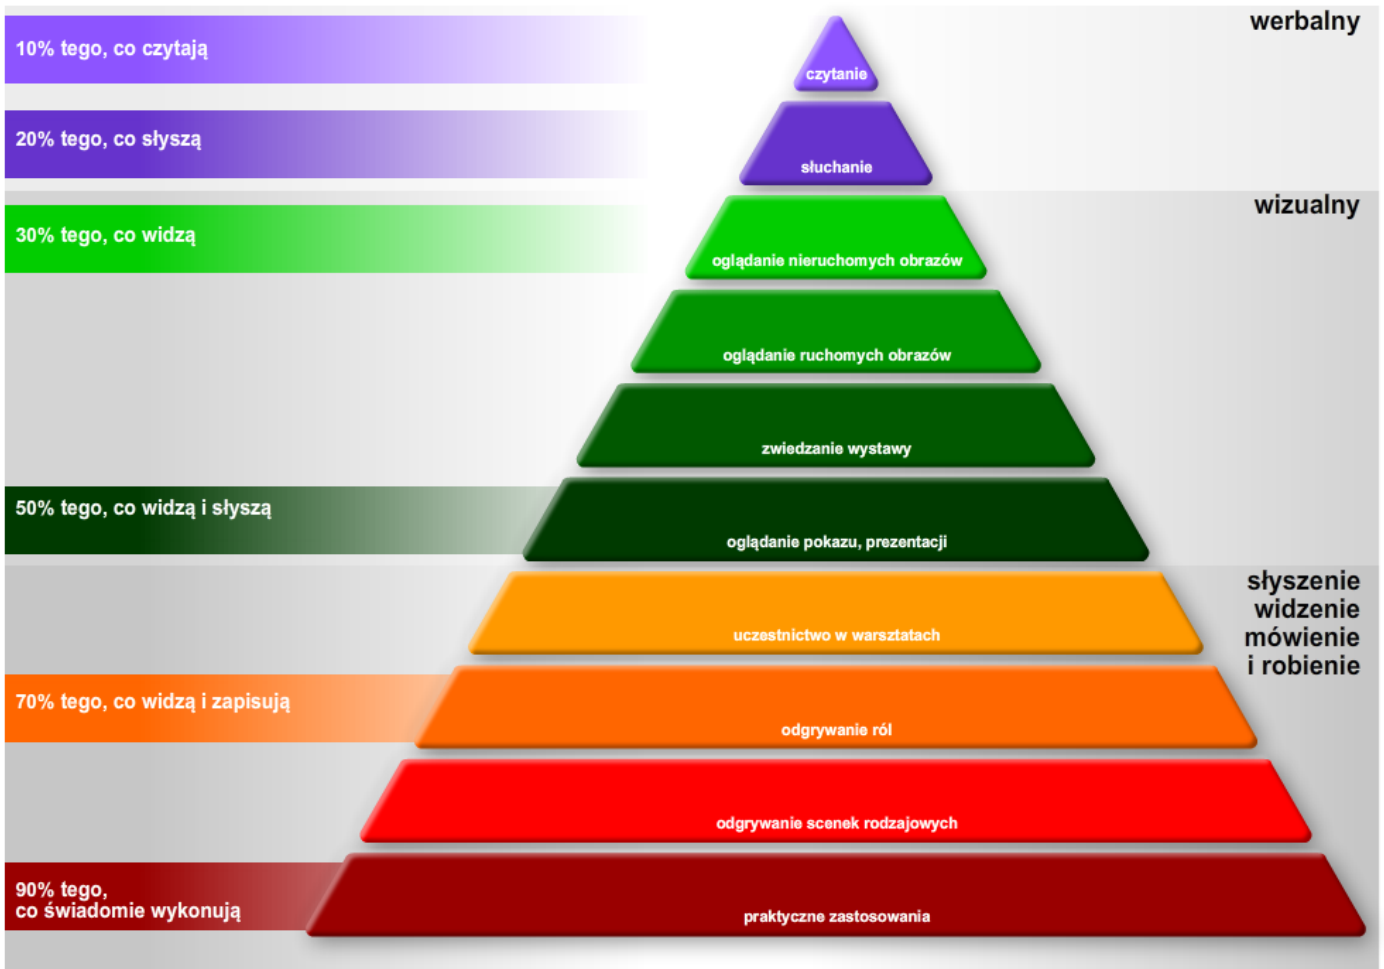 werbalny
10% tego, co czytają
czytanie
20% tego, co słyszą
słuchanie
wizualny
30% tego, co widzą
oglądanie nieruchomych obrazów
oglądanie ruchomych obrazów
zwiedzanie wystawy
50% tego, co widzą i słyszą
oglądanie pokazu, prezentacji
słyszenie
widzenie
mówienie
i robienie
uczestnictwo w warsztatach
70% tego, co widzą i zapisują
odgrywanie ról
odgrywanie scenek rodzajowych
90% tego,
co świadomie wykonują
praktyczne zastosowania